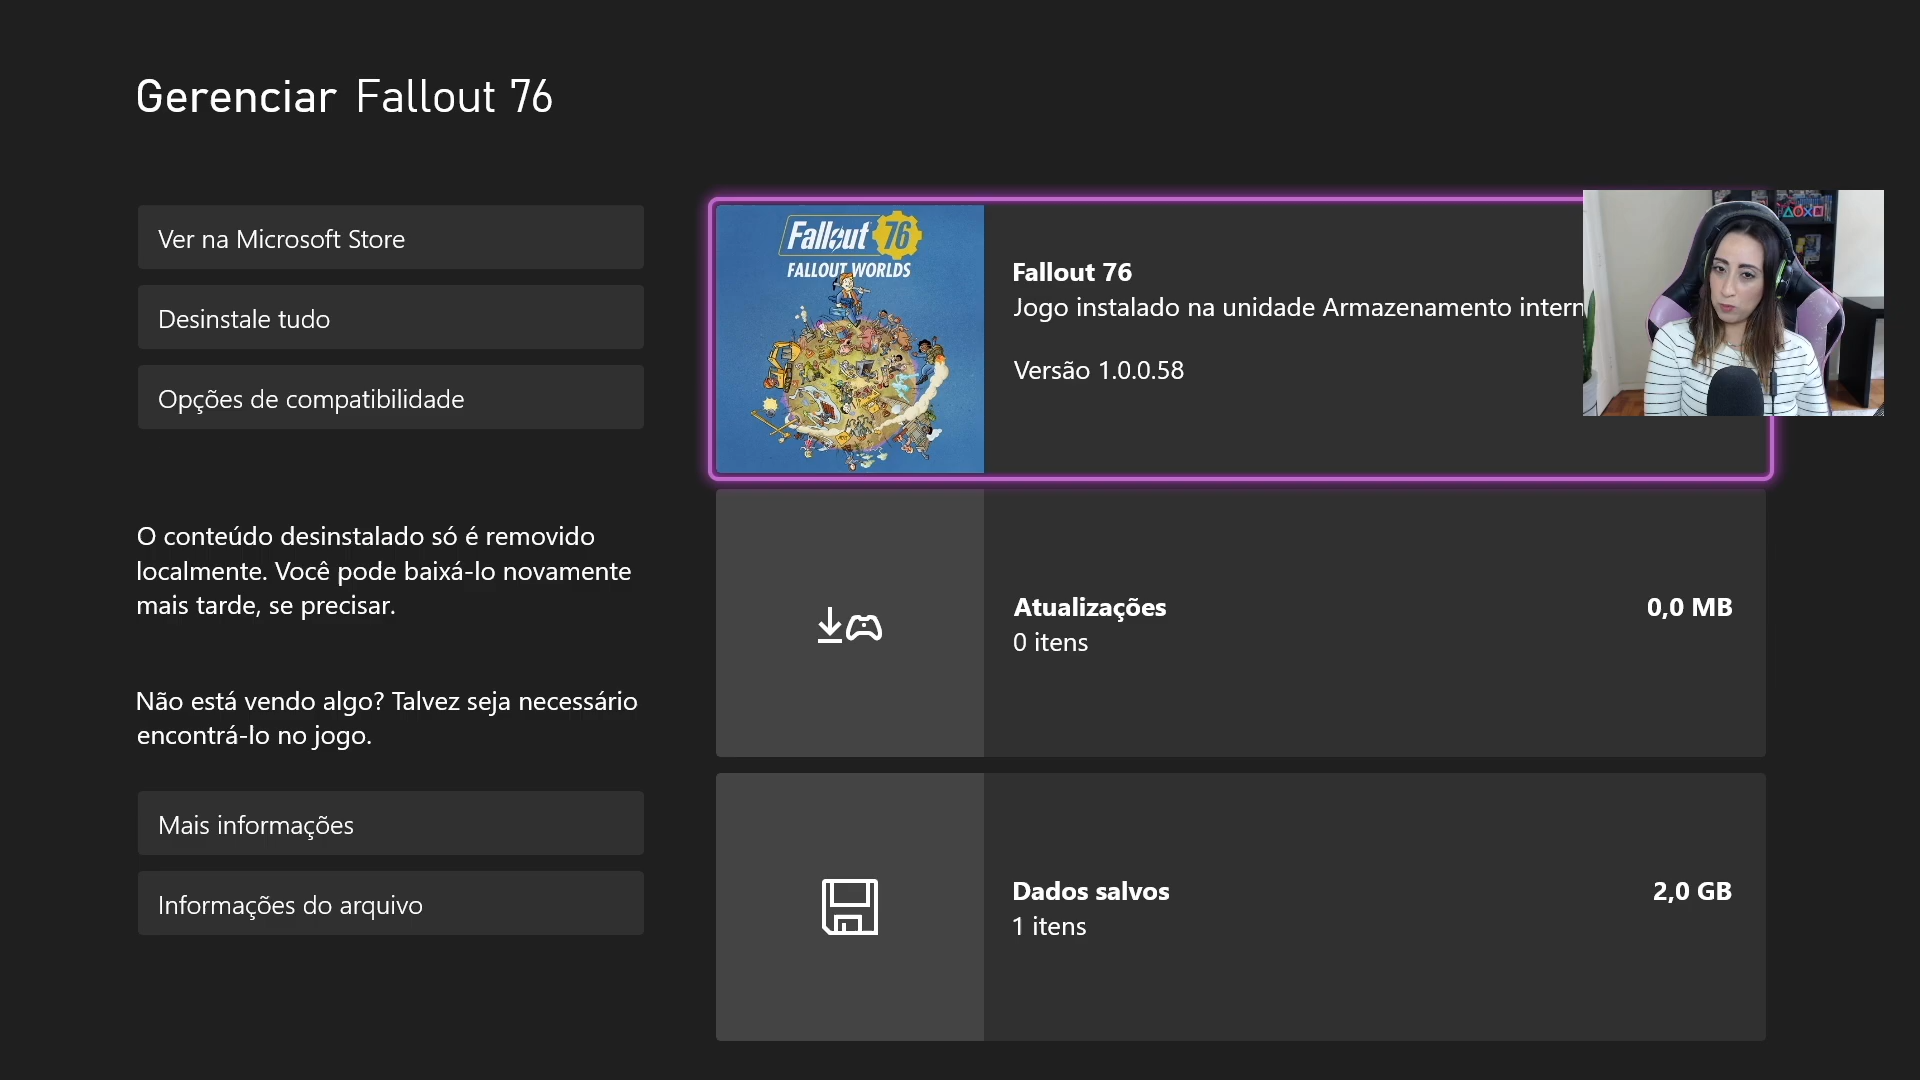 Gerenciar Fallout 76
Ver na Microsoft Store
Desinstale tudo
Opções de compatibilidade
O conteúdo desinstalado só é removido
localmente. Você pode baixá-lo novamente
mais tarde, se precisar.
Não está vendo algo? Talvez seja necessário
encontrá-lo no jogo.
Mais informações
Informações do arquivo
Fallout 76
FALLOUT WORLDS
Fallout 76
Jogo instalado na unidade Armazenamento intern
Versão 1.0.0.58
Atualizações
0,0 MB
0 itens
Dados salvos
2,0 GB
1 itens